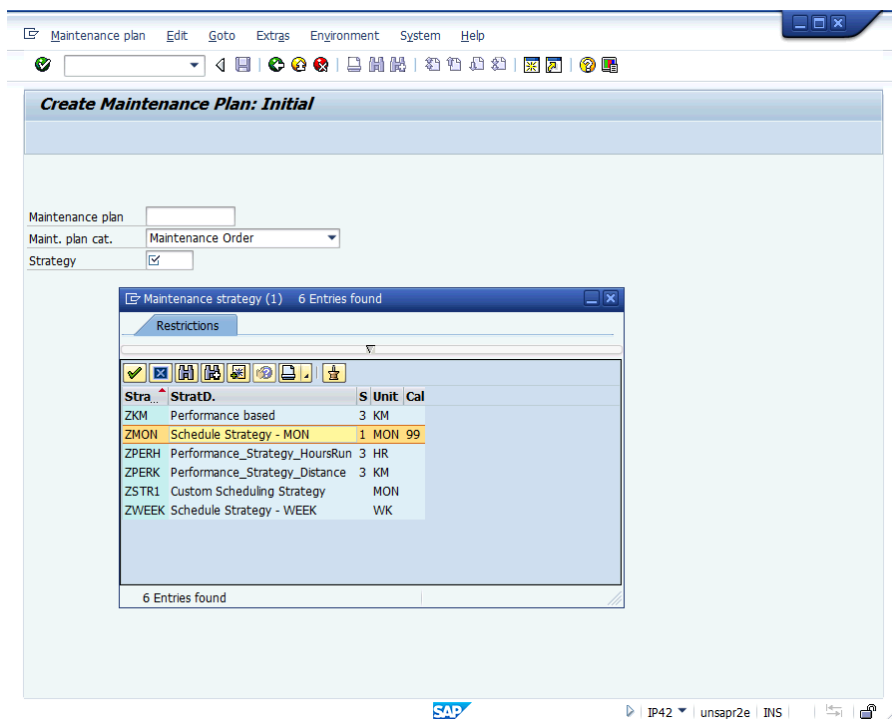 Maintenance plan Edit Goto Extras Environment System Help
Create Maintenance Plan: Initial
Maintenance plan
Maint. plan cat. Maintenance Order
Strategy
Maintenance strategy (1) 6 Entries found
Restrictions
Stra... StratD. S Unit Cal
ZKM Performance based 3 KM
ZMON Schedule Strategy - MON 1 MON 99
ZPERH Performance_Strategy_HoursRun 3 HR
ZPERK Performance_Strategy_Distance 3 KM
ZSTR1 Custom Scheduling Strategy MON
ZWEEK Schedule Strategy - WEEK WK
6 Entries found
SAP IP42 unsapr2e INS